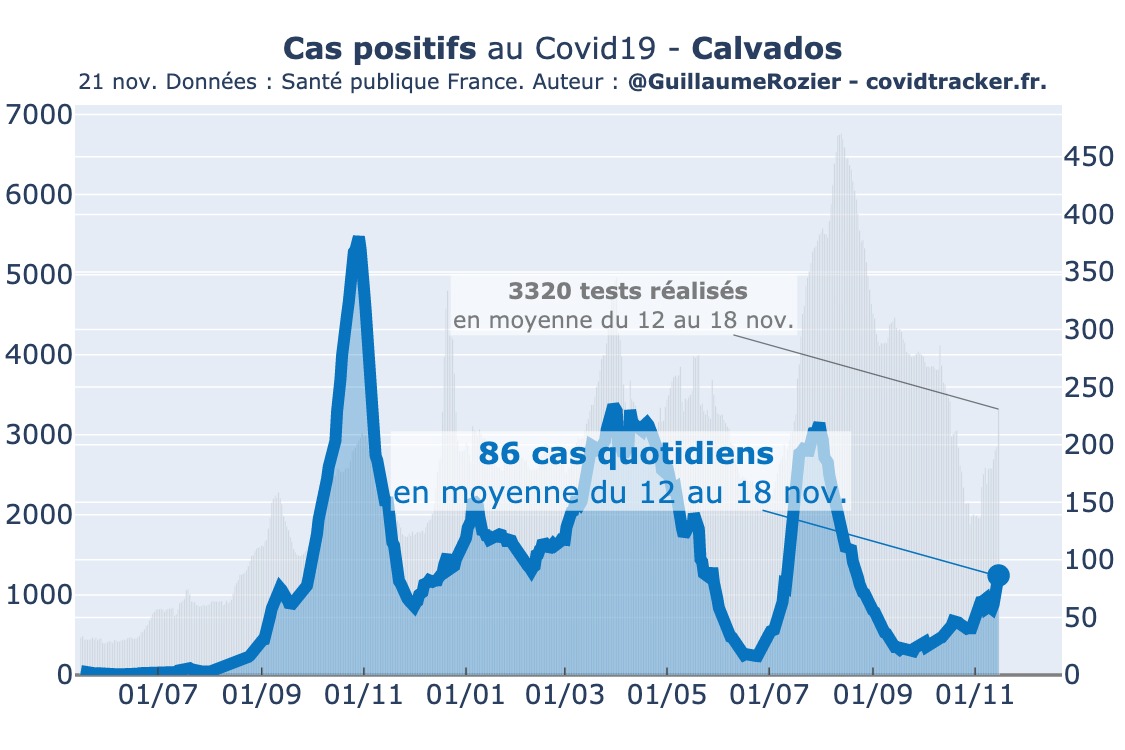 Cas positifs au Covid19 - Calvados
21 nov. Données : Santé publique France. Auteur : @GuillaumeRozier - covidtracker.fr.
7000
6000
5000
4000
3000
2000
1000
0
450
400
350
300
250
200
150
100
50
0
3320 tests réalisés
en moyenne du 12 au 18 nov.
86 cas quotidiens
en moyenne du 12 au 18 nov.
01/07 01/09 01/11 01/01 01/03 01/05 01/07 01/09 01/11